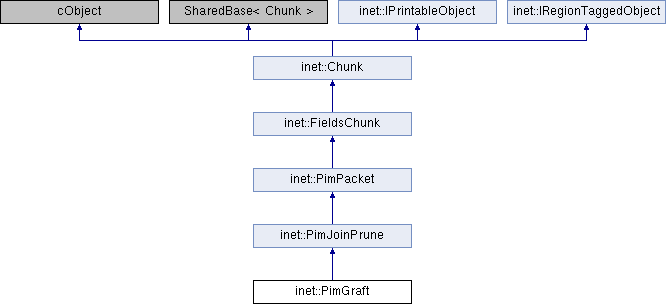 cObject
SharedBase< Chunk >
inet::IPrintableObject
inet::IRegionTaggedObject
inet::Chunk
inet::FieldsChunk
inet::PimPacket
inet::PimJoinPrune
inet::PimGraft